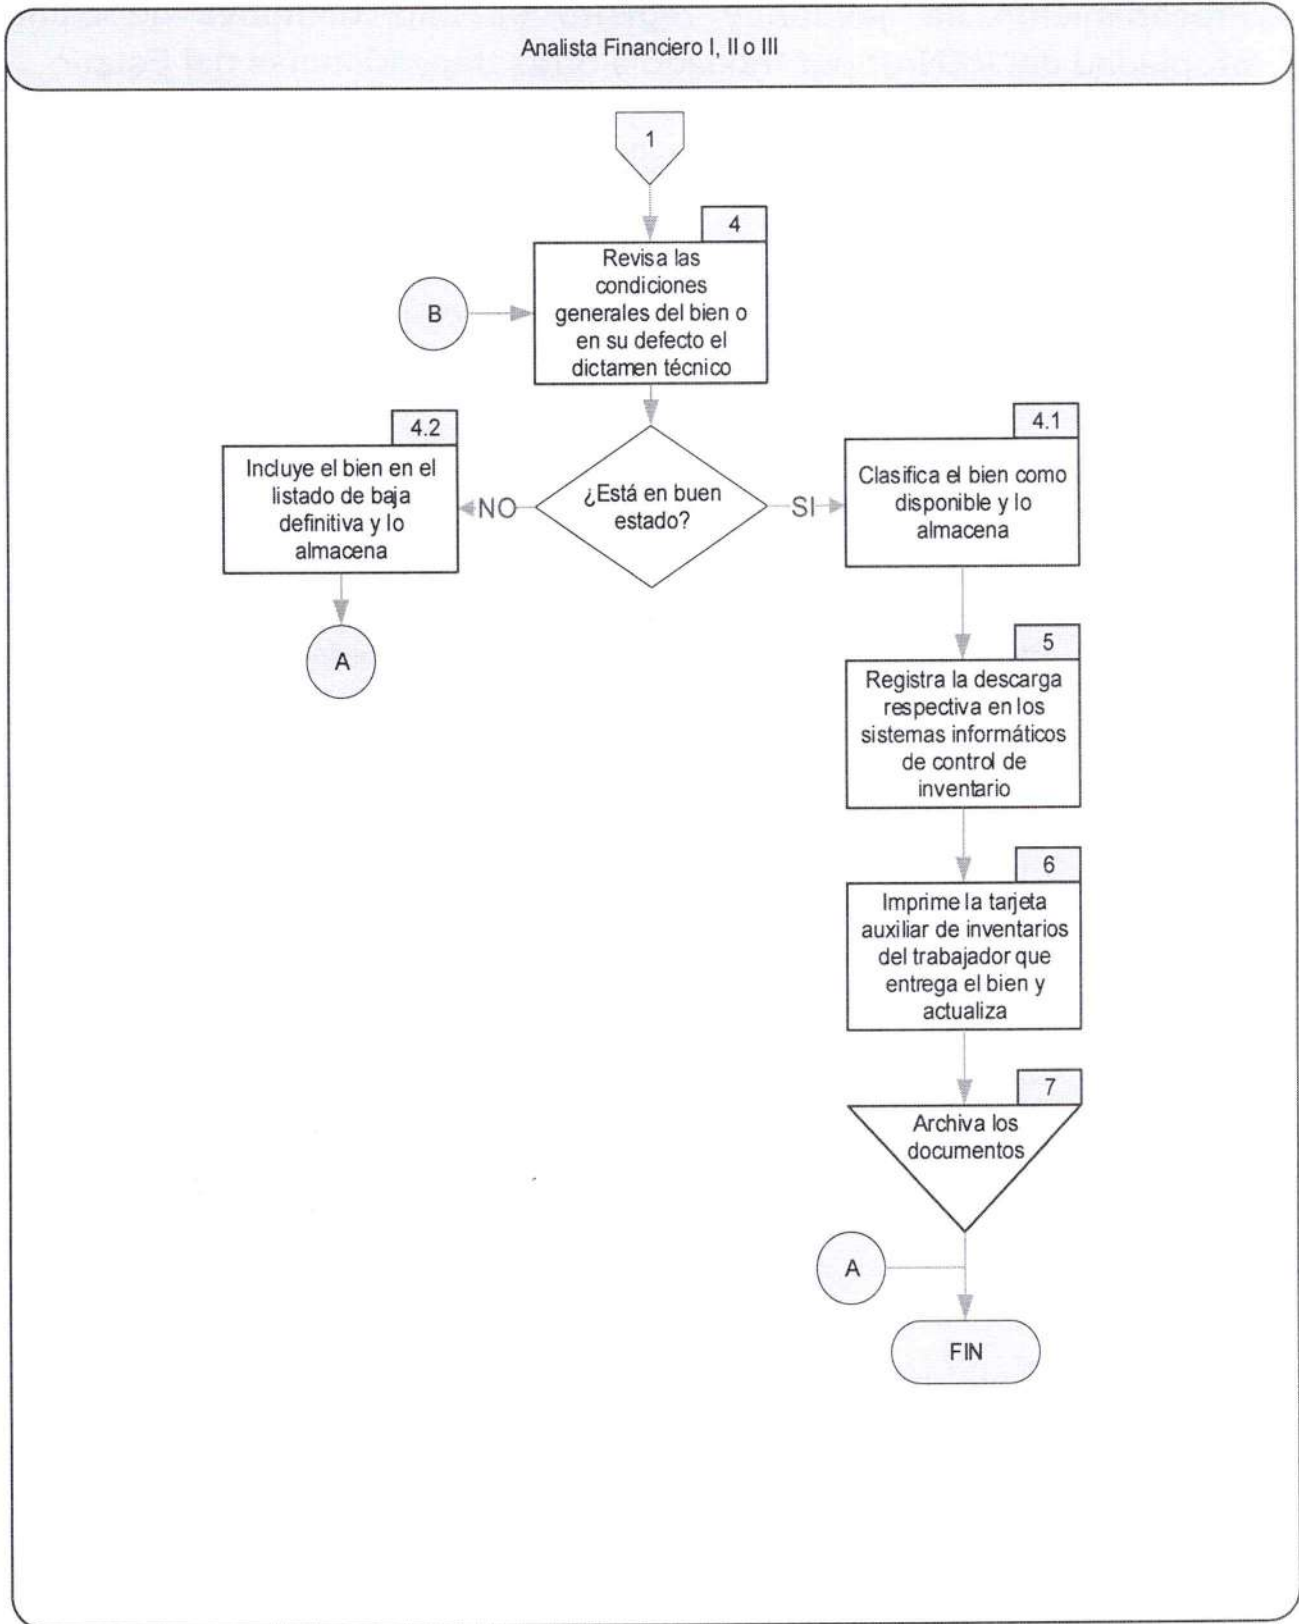 Analista Financiero I, II o III
1
4
Revisa las
condiciones
generales del bien o
en su defecto el
dictamen técnico
B
4.2
Incluye el bien en el
listado de baja
definitiva y lo
almacena
NO
¿Está en buen
estado?
SI
4.1
Clasifica el bien como
disponible y lo
almacena
A
5
Registra la descarga
respectiva en los
sistemas informáticos
de control de
inventario
6
Imprime la tarjeta
auxiliar de inventarios
del trabajador que
entrega el bien y
actualiza
7
Archiva los
documentos
A
FIN